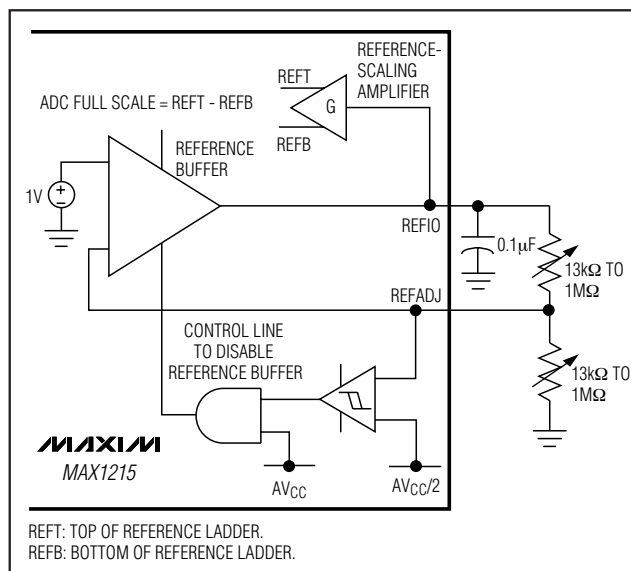 REFERENCE-
SCALING
AMPLIFIER
REFT
G
REFB
ADC FULL SCALE = REFT - REFB
REFERENCE
BUFFER
1V
REFIO
0.1μF
13kΩ TO
1MΩ
REFADJ
CONTROL LINE
TO DISABLE
REFERENCE BUFFER
13kΩ TO
1MΩ
MAXIM
MAX1215
AVCC
AVCC/2
REFT: TOP OF REFERENCE LADDER.
REFB: BOTTOM OF REFERENCE LADDER.